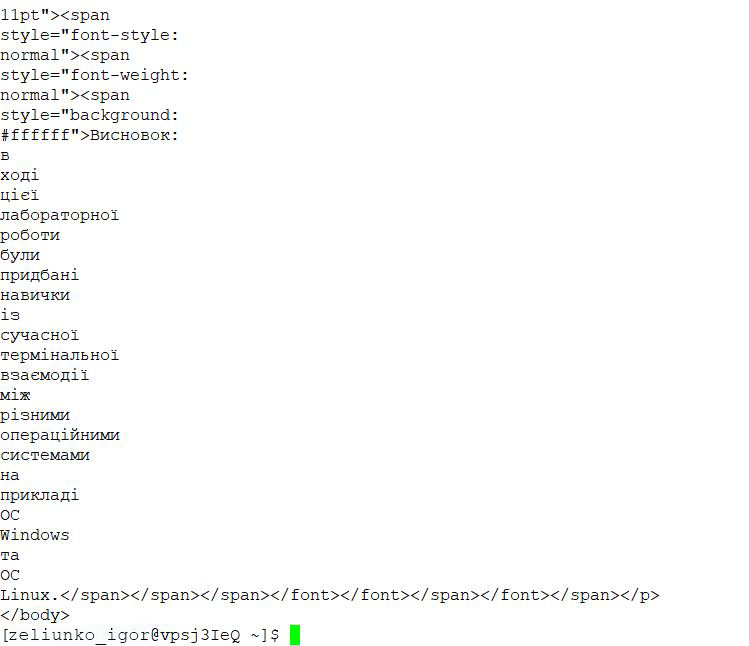 11pt"><span
style="font-style:
normal"><span
style="font-weight:
normal"><span
style="background:
#ffffff">Висновок:
в
ході
цієї
лабораторної
роботи
були
придбані
навички
із
сучасної
термінальної
взаємодії
між
різними
операційними
системами
на
прикладі
ОС
Windows
та
ОС
Linux.</span></span></span></font></font></span></font></span></p>
</body>
[zeliunko_igor@vpsj3IeQ ~]$